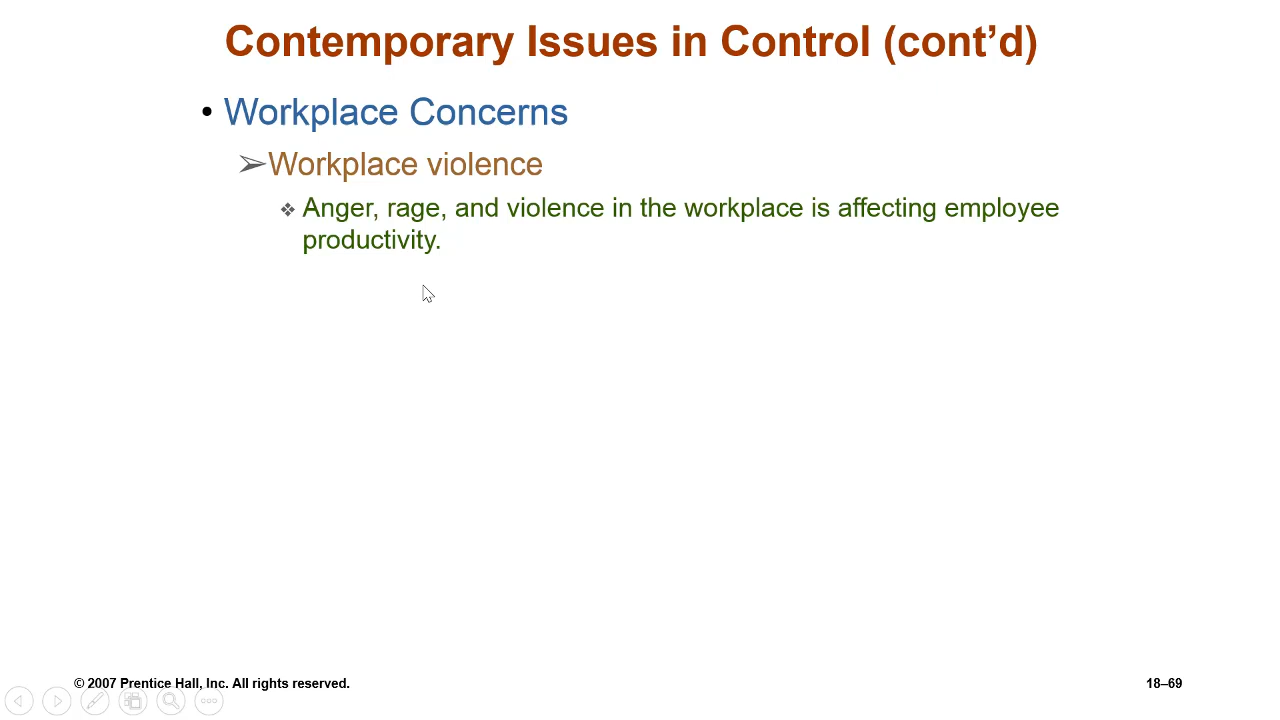 Contemporary Issues in Control (cont’d)
• Workplace Concerns
➢Workplace violence
❖ Anger, rage, and violence in the workplace is affecting employee
productivity.
© 2007 Prentice Hall, Inc. All rights reserved.
18–69